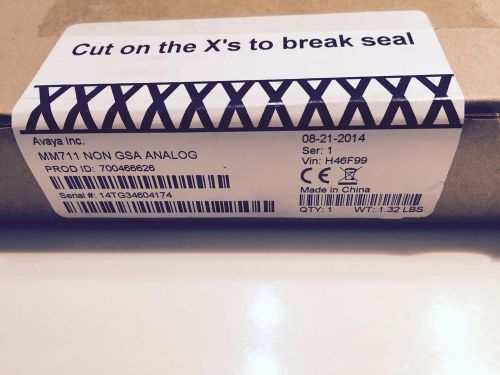 Cut on the X's to break seal
Avaya Inc.
MM711 NON GSA ANALOG
PROD ID: 700466626
Serial #: 14TG34604174
08-21-2014
Ser: 1
Vin: H46F99
CE
Made in China
QTY: 1 WT: 1.32 LBS